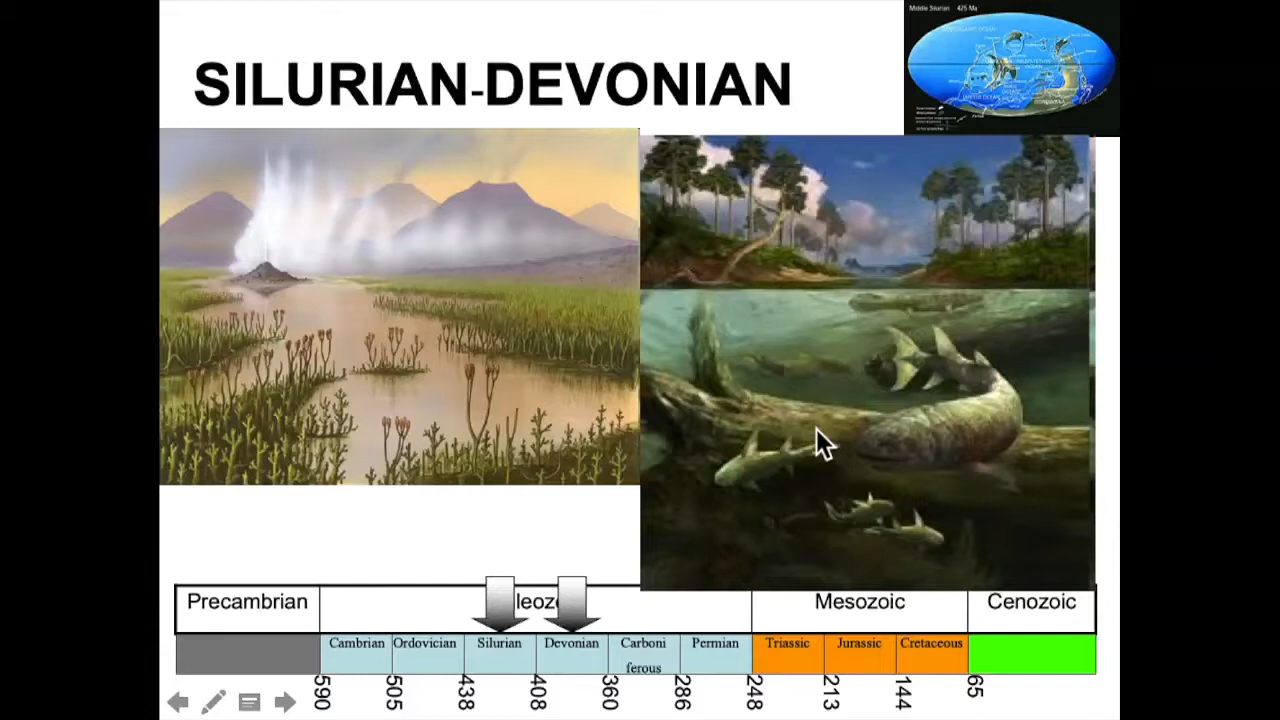 Middle Silurian 425 Ma
SILURIAN-DEVONIAN
Precambrian
leozo
Mesozoic
Cenozoic
Cambrian
Ordovician
Silurian
Devonian
Carboni
ferous
Permian
Triassic
Jurassic
Cretaceous
590
505
438
408
360
286
248
213
144
65